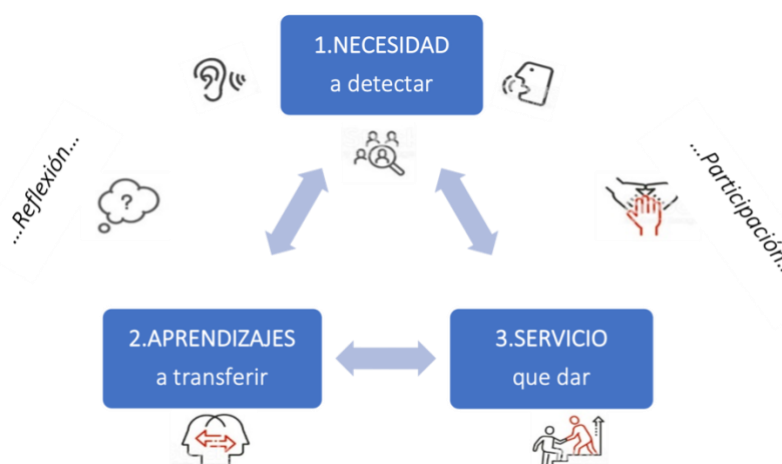 1.NECESIDAD
a detectar
...Reflexión...
...Participación...
?
2.APRENDIZAJES
a transferir
3.SERVICIO
que dar